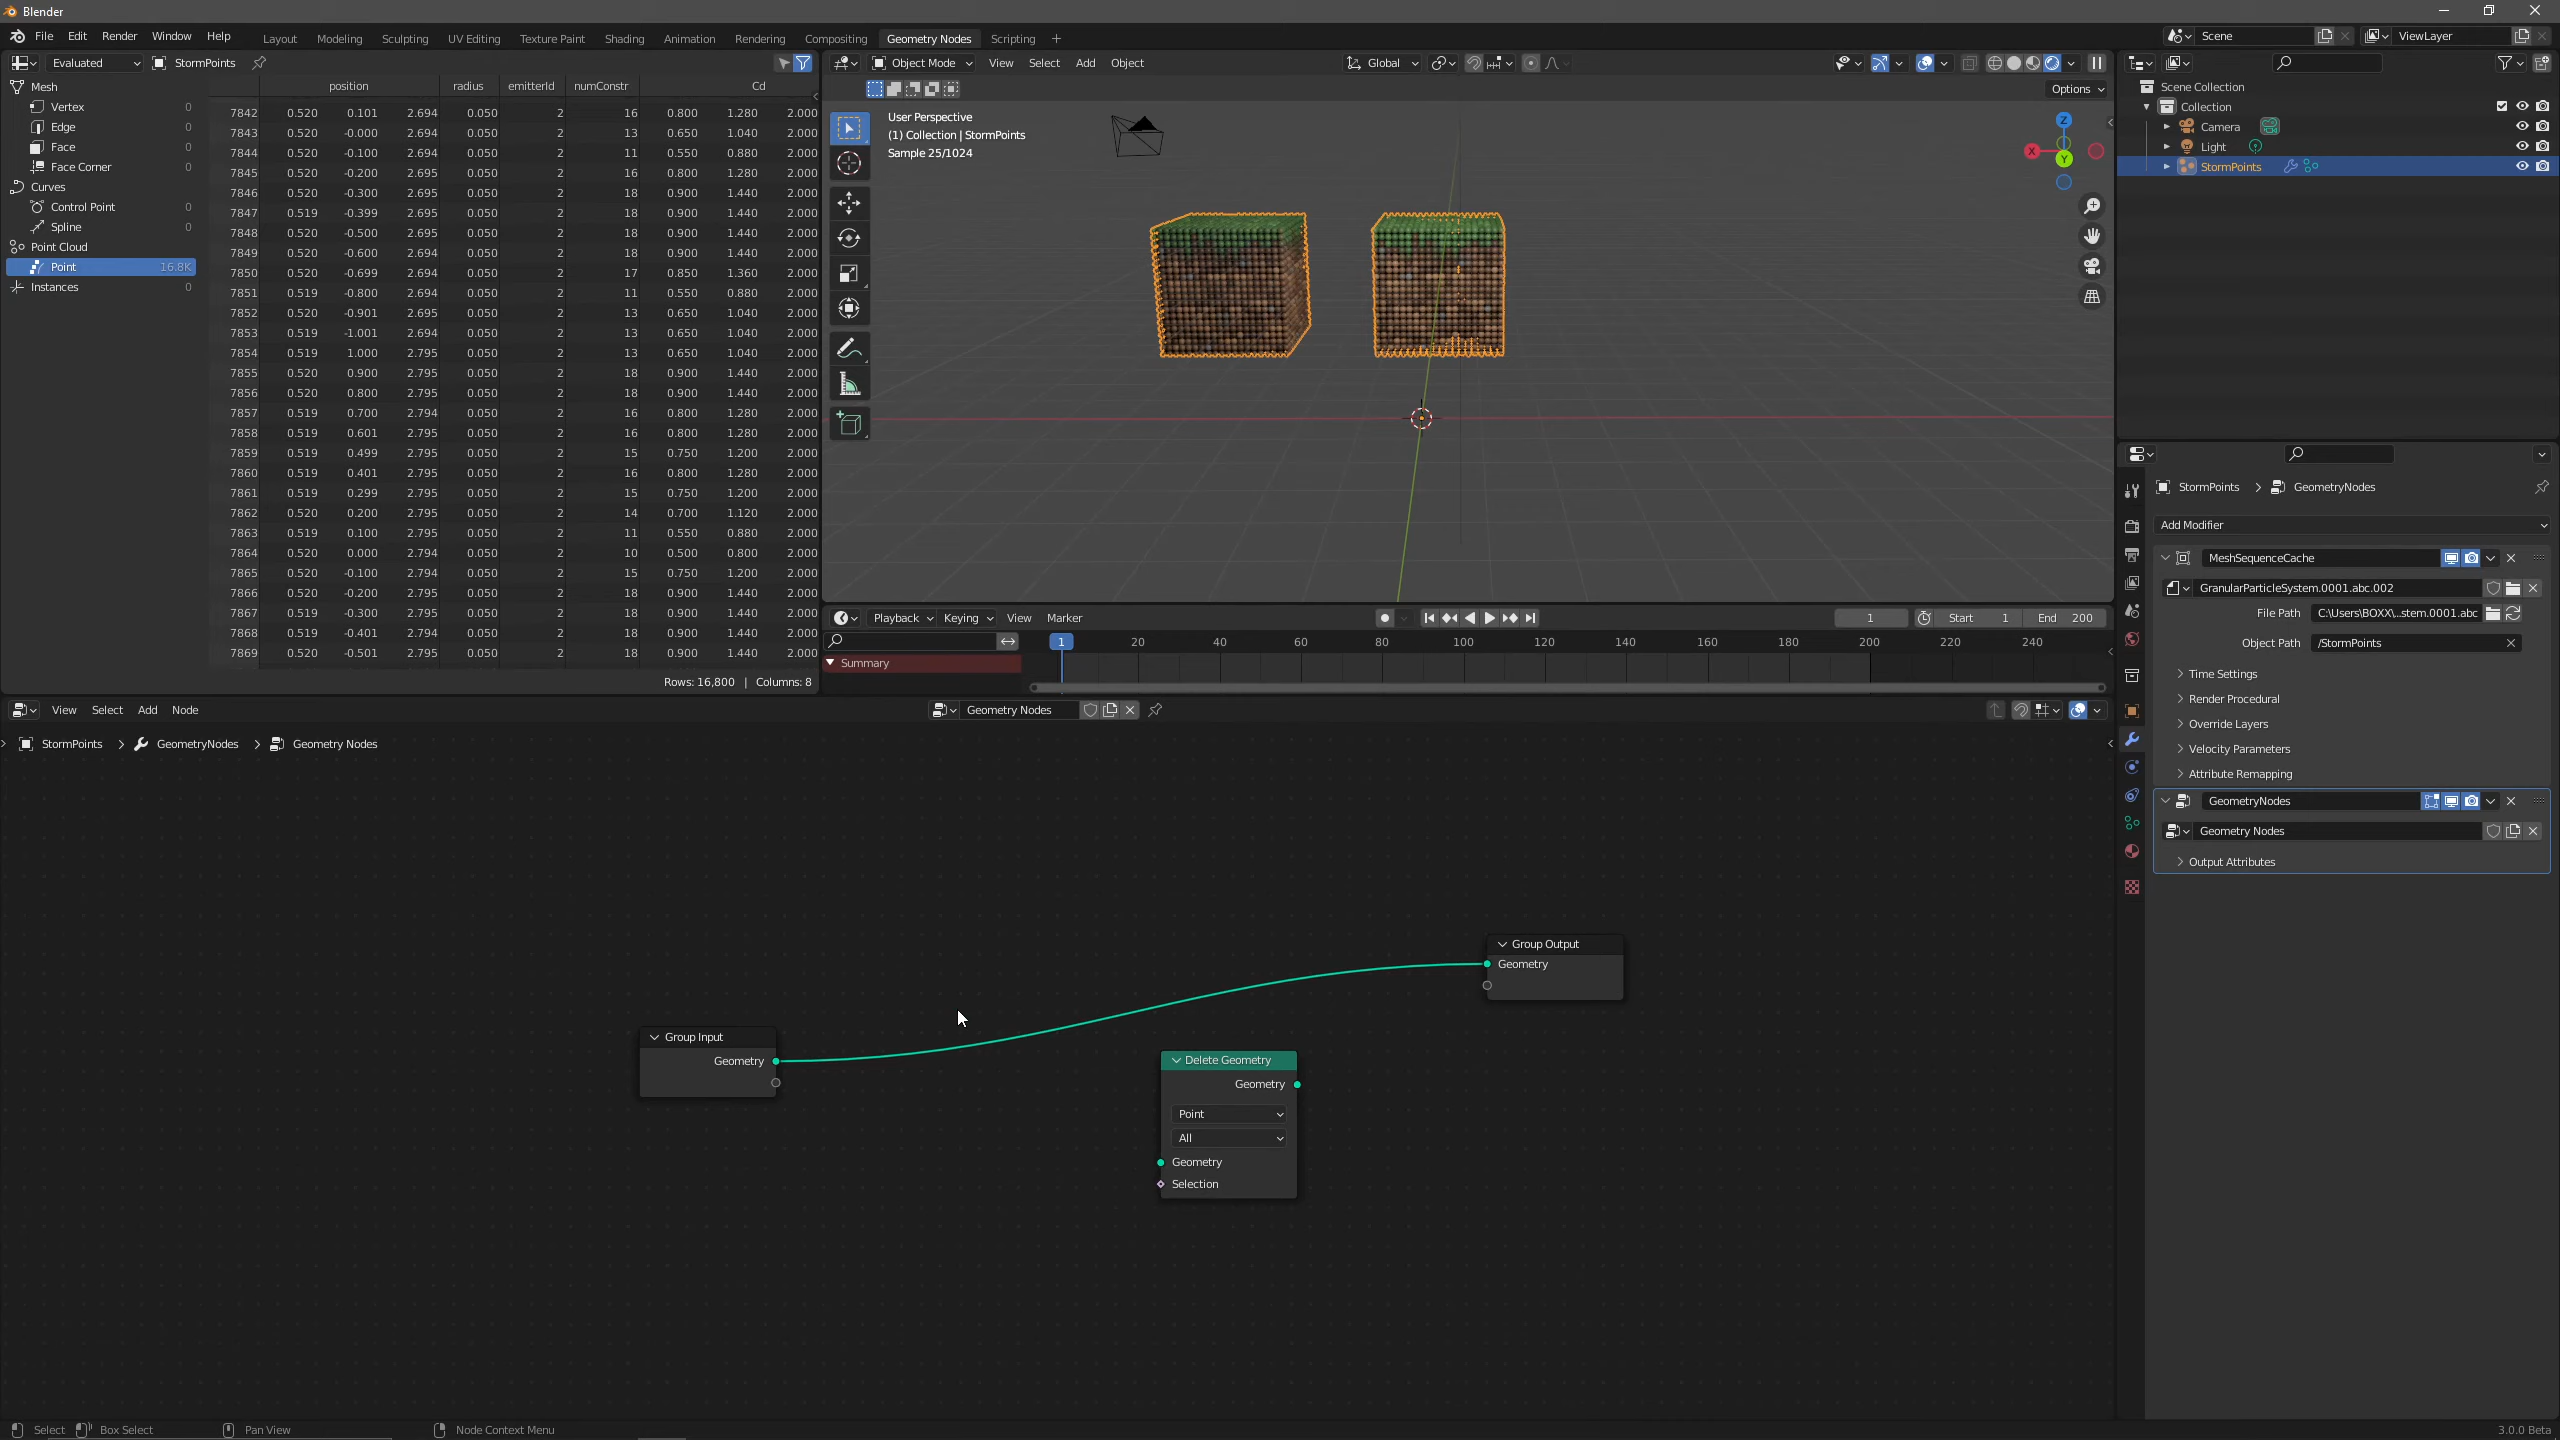 Blender
File Edit Render Window Help
Layout Modeling Sculpting UV Editing Texture Paint Shading Animation Rendering Compositing Geometry Nodes Scripting +
Scene
ViewLayer
Evaluated StormPoints
Mesh
Vertex 0
Edge 0
Face 0
Face Corner 0
Curves
Control Point 0
Spline 0
Point Cloud
Point 16.8K
Instances 0
position radius emitterId numConstr Cd
7842 0.520 0.101 2.694 0.050 2 16 0.800 1.280 2.000
7843 0.520 -0.000 2.694 0.050 2 13 0.650 1.040 2.000
7844 0.520 -0.100 2.694 0.050 2 11 0.550 0.880 2.000
7845 0.520 -0.200 2.695 0.050 2 16 0.800 1.280 2.000
7846 0.520 -0.300 2.695 0.050 2 18 0.900 1.440 2.000
7847 0.519 -0.399 2.695 0.050 2 18 0.900 1.440 2.000
7848 0.520 -0.500 2.695 0.050 2 18 0.900 1.440 2.000
7849 0.520 -0.600 2.694 0.050 2 18 0.900 1.440 2.000
7850 0.520 -0.699 2.694 0.050 2 17 0.850 1.360 2.000
7851 0.519 -0.800 2.694 0.050 2 11 0.550 0.880 2.000
7852 0.520 -0.901 2.695 0.050 2 13 0.650 1.040 2.000
7853 0.519 -1.001 2.694 0.050 2 13 0.650 1.040 2.000
7854 0.519 1.000 2.795 0.050 2 13 0.650 1.040 2.000
7855 0.520 0.900 2.795 0.050 2 18 0.900 1.440 2.000
7856 0.520 0.800 2.795 0.050 2 18 0.900 1.440 2.000
7857 0.519 0.700 2.794 0.050 2 16 0.800 1.280 2.000
7858 0.519 0.601 2.795 0.050 2 16 0.800 1.280 2.000
7859 0.520 0.499 2.795 0.050 2 15 0.750 1.200 2.000
7860 0.519 0.401 2.795 0.050 2 16 0.800 1.280 2.000
7861 0.519 0.299 2.795 0.050 2 15 0.750 1.200 2.000
7862 0.520 0.200 2.795 0.050 2 14 0.700 1.120 2.000
7863 0.519 0.100 2.795 0.050 2 11 0.550 0.880 2.000
7864 0.520 0.000 2.794 0.050 2 10 0.500 0.800 2.000
7865 0.520 -0.100 2.794 0.050 2 15 0.750 1.200 2.000
7866 0.520 -0.200 2.795 0.050 2 18 0.900 1.440 2.000
7867 0.519 -0.300 2.795 0.050 2 18 0.900 1.440 2.000
7868 0.519 -0.401 2.794 0.050 2 18 0.900 1.440 2.000
7869 0.520 -0.501 2.795 0.050 2 18 0.900 1.440 2.000
Rows: 16,800 | Columns: 8
Object Mode View Select Add Object Global
Options
User Perspective
(1) Collection | StormPoints
Sample 25/1024
Z
X
Y
Playback Keying View Marker 1 Start 1 End 200
1 20 40 60 80 100 120 140 160 180 200 220 240
Summary
Scene Collection
Collection
Camera
Light
StormPoints
StormPoints > GeometryNodes
Add Modifier
MeshSequenceCache
GranularParticleSystem.0001.abc.002
File Path C:\Users\BOXX\...stem.0001.abc
Object Path /StormPoints
Time Settings
Render Procedural
Override Layers
Velocity Parameters
Attribute Remapping
GeometryNodes
Geometry Nodes
Output Attributes
View Select Add Node Geometry Nodes
StormPoints > GeometryNodes > Geometry Nodes
Group Output
Geometry
Group Input
Geometry
Delete Geometry
Geometry
Point
All
Geometry
Selection
Select Box Select Pan View Node Context Menu 3.0.0 Beta